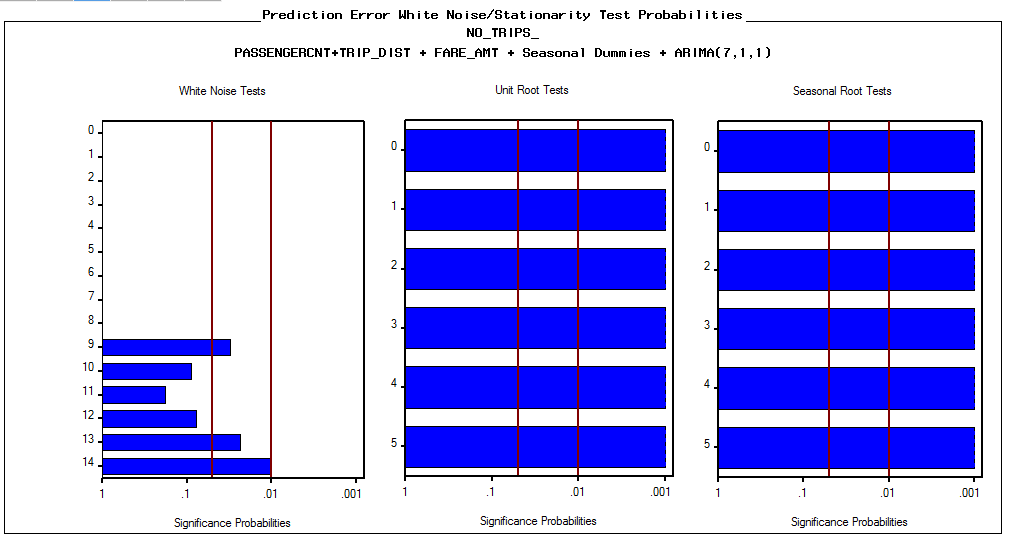 Prediction Error White Noise/Stationarity Test Probabilities
NO_TRIPS_
PASSENGERCNT+TRIP_DIST + FARE_AMT + Seasonal Dummies + ARIMA(7,1,1)
White Noise Tests
0
1
2
3
4
5
6
7
8
9
10
11
12
13
14
1 .1 .01 .001
Significance Probabilities
Unit Root Tests
0
1
2
3
4
5
1 .1 .01 .001
Significance Probabilities
Seasonal Root Tests
0
1
2
3
4
5
1 .1 .01 .001
Significance Probabilities